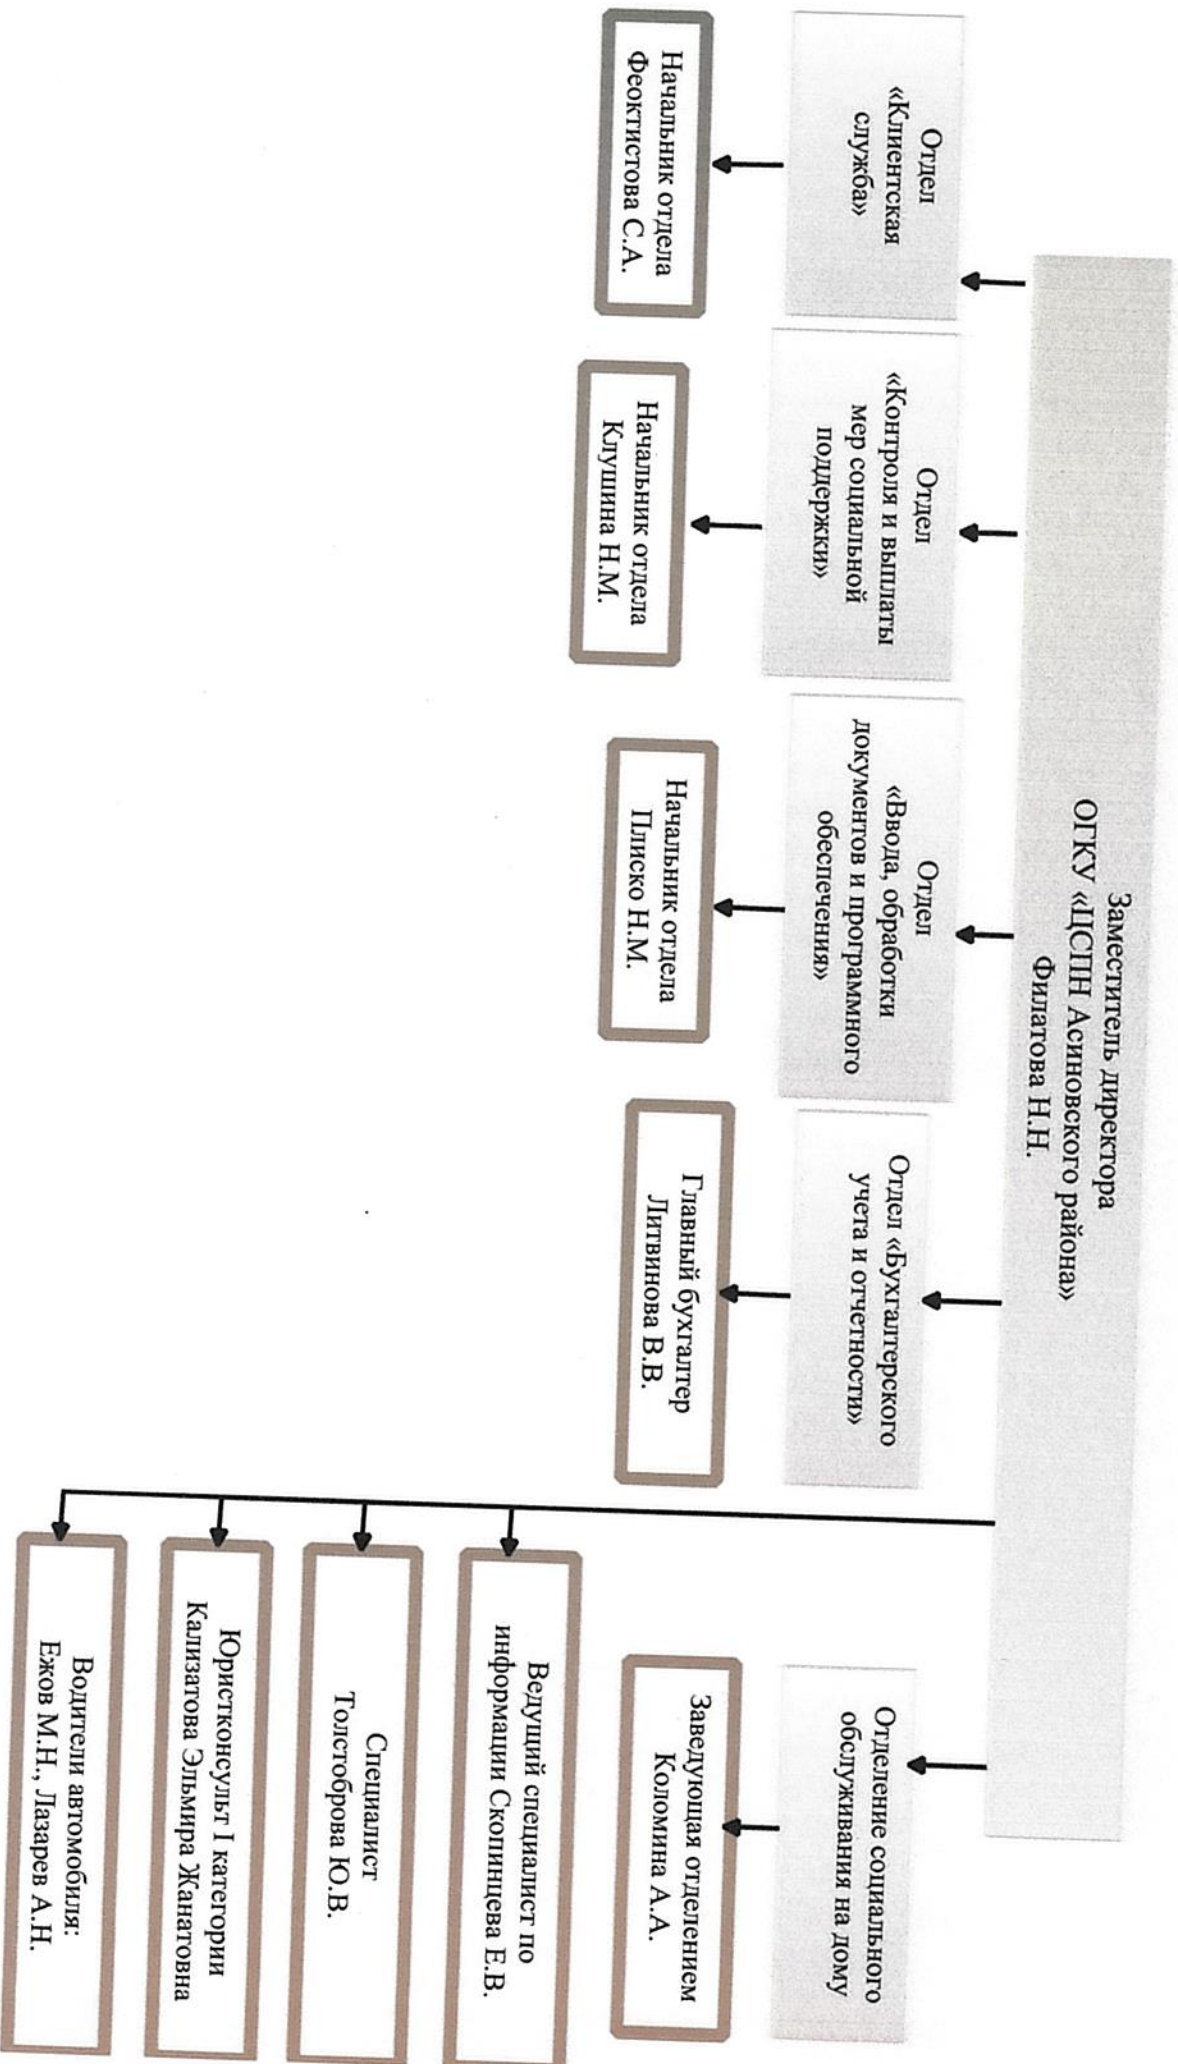 Заместитель директора
ОГКУ «ЦСПН Асиновского района»
Филатова Н.Н.
Отдел
«Клиентская
служба»
Начальник отдела
Феоктистова С.А.
Отдел
«Контроля и выплаты
мер социальной
поддержки»
Начальник отдела
Клушина Н.М.
Отдел
«Ввода, обработки
документов и программного
обеспечения»
Начальник отдела
Плиско Н.М.
Отдел «Бухгалтерского
учета и отчетности»
Главный бухгалтер
Литвинова В.В.
Отделение социального
обслуживания на дому
Заведующая отделением
Коломина А.А.
Ведущий специалист по
информации Скопинцева Е.В.
Специалист
Толстоброва Ю.В.
Юристконсульт I категории
Кализатова Эльмира Жанатовна
Водители автомобиля:
Ежов М.Н., Лазарев А.Н.